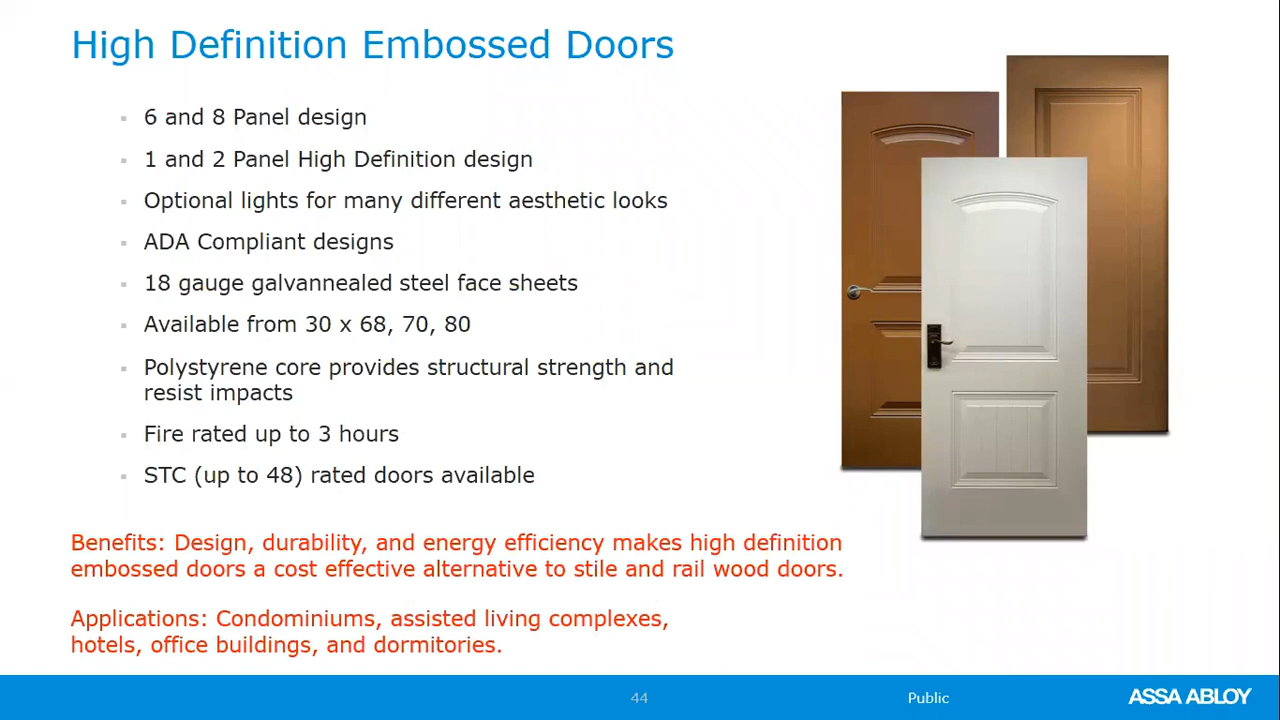 High Definition Embossed Doors
6 and 8 Panel design
1 and 2 Panel High Definition design
Optional lights for many different aesthetic looks
ADA Compliant designs
18 gauge galvannealed steel face sheets
Available from 30 x 68, 70, 80
Polystyrene core provides structural strength and
resist impacts
Fire rated up to 3 hours
STC (up to 48) rated doors available
Benefits: Design, durability, and energy efficiency makes high definition
embossed doors a cost effective alternative to stile and rail wood doors.
Applications: Condominiums, assisted living complexes,
hotels, office buildings, and dormitories.
44
Public
ASSA ABLOY